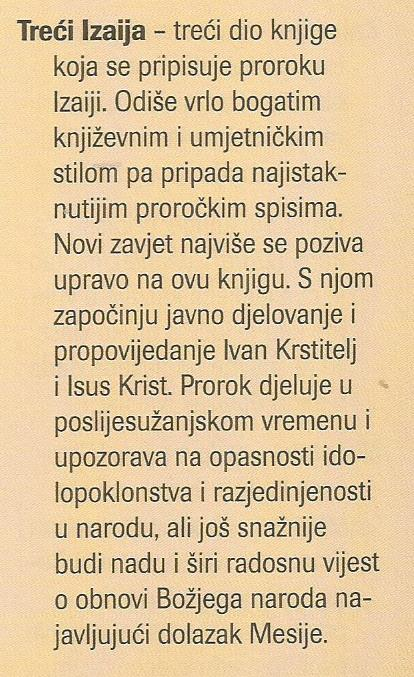 Treći Izaija – treći dio knjige
koja se pripisuje proroku
Izaiji. Odiše vrlo bogatim
književnim i umjetničkim
stilom pa pripada najistak-
nutijim proročkim spisima.
Novi zavjet najviše se poziva
upravo na ovu knjigu. S njom
započinju javno djelovanje i
propovijedanje Ivan Krstitelj
i Isus Krist. Prorok djeluje u
poslijesužanjskom vremenu i
upozorava na opasnosti ido-
lopoklonstva i razjedinjenosti
u narodu, ali još snažnije
budi nadu i širi radosnu vijest
o obnovi Božjega naroda na-
javljujući dolazak Mesije.